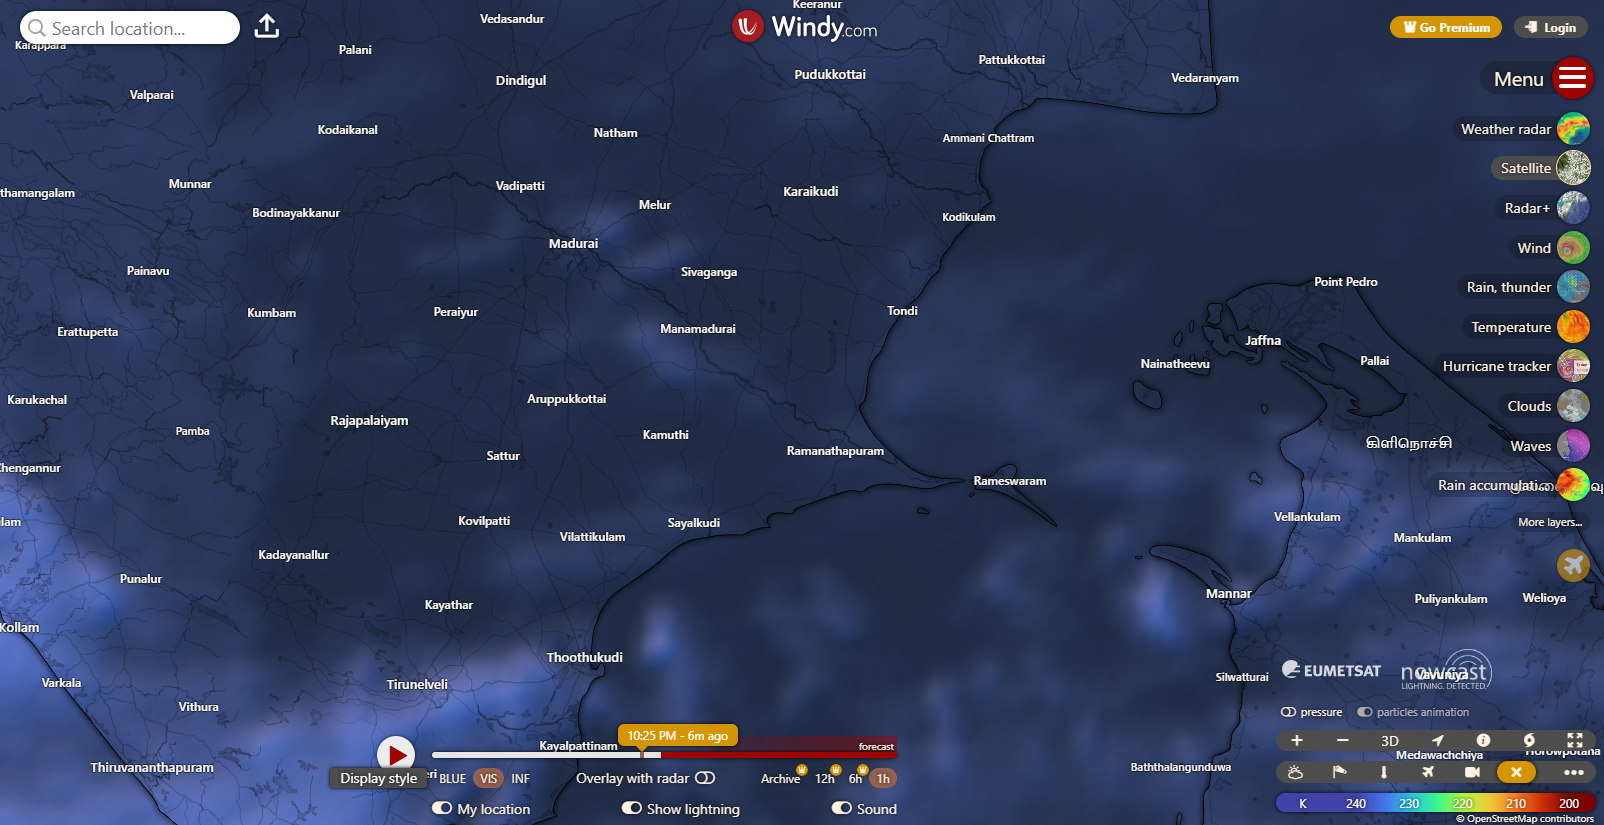 Search location...
Windy.com
Go Premium
Login
Menu
Weather radar
Satellite
Radar+
Wind
Rain, thunder
Temperature
Hurricane tracker
Clouds
Waves
Rain accumulati...
More layers...
Keeranur
Vedasandur
Karappara
Palani
Pattukkottai
Dindigul
Pudukkottai
Vedaranyam
Valparai
Kodaikanal
Natham
Ammani Chattram
Munnar
Vadipatti
Karaikudi
thamangalam
Melur
Bodinayakkanur
Kodikulam
Madurai
Painavu
Sivaganga
Point Pedro
Kumbam
Peraiyur
Tondi
Erattupetta
Manamadurai
Jaffna
Nainatheevu
Pallai
Karukachal
Aruppukkottai
Rajapalaiyam
Pamba
Kamuthi
கிளிநொச்சி
Sattur
Ramanathapuram
Chengannur
Rameswaram
Vellankulam
lam
Kovilpatti
Sayalkudi
Vilattikulam
Mankulam
Kadayanallur
Punalur
Mannar
Puliyankulam
Welioya
Kayathar
Kollam
Thoothukudi
EUMETSAT
nowcast
LIGHTNING. DETECTED.
Vavuniya
Silwatturai
Varkala
Tirunelveli
Vithura
pressure
particles animation
10:25 PM - 6m ago
Kayalpattinam
forecast
3D
Medawachchiya
Horowpotana
Thiruvananthapuram
Baththalangunduwa
Display style
eri
BLUE
VIS
INF
Overlay with radar
Archive
12h
6h
1h
My location
Show lightning
Sound
K 240 230 220 210 200
© OpenStreetMap contributors